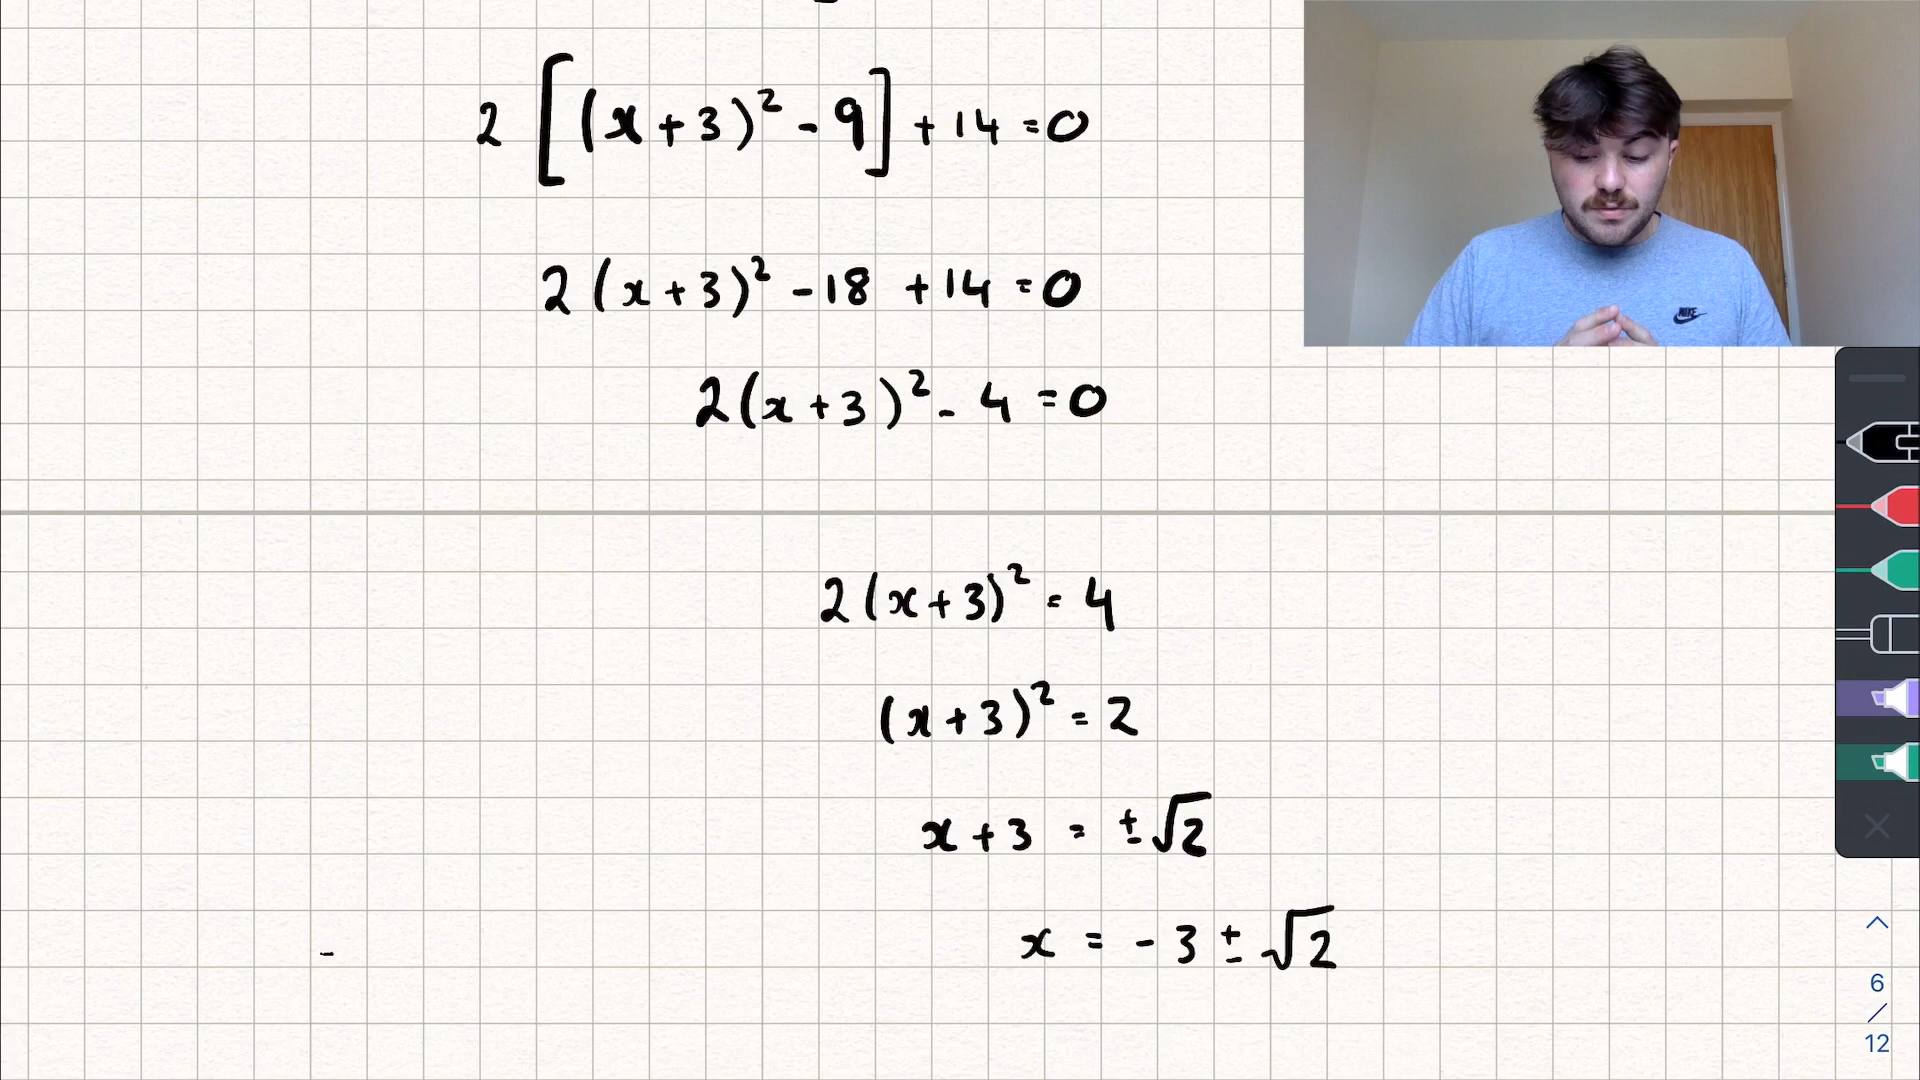 2 [(x+3)² - 9] + 14 = 0
2(x+3)² - 18 + 14 = 0
2(x+3)² - 4 = 0
2(x+3)² = 4
(x+3)² = 2
x+3 = ±√2
x = -3 ± √2
NIKE
6
/
12